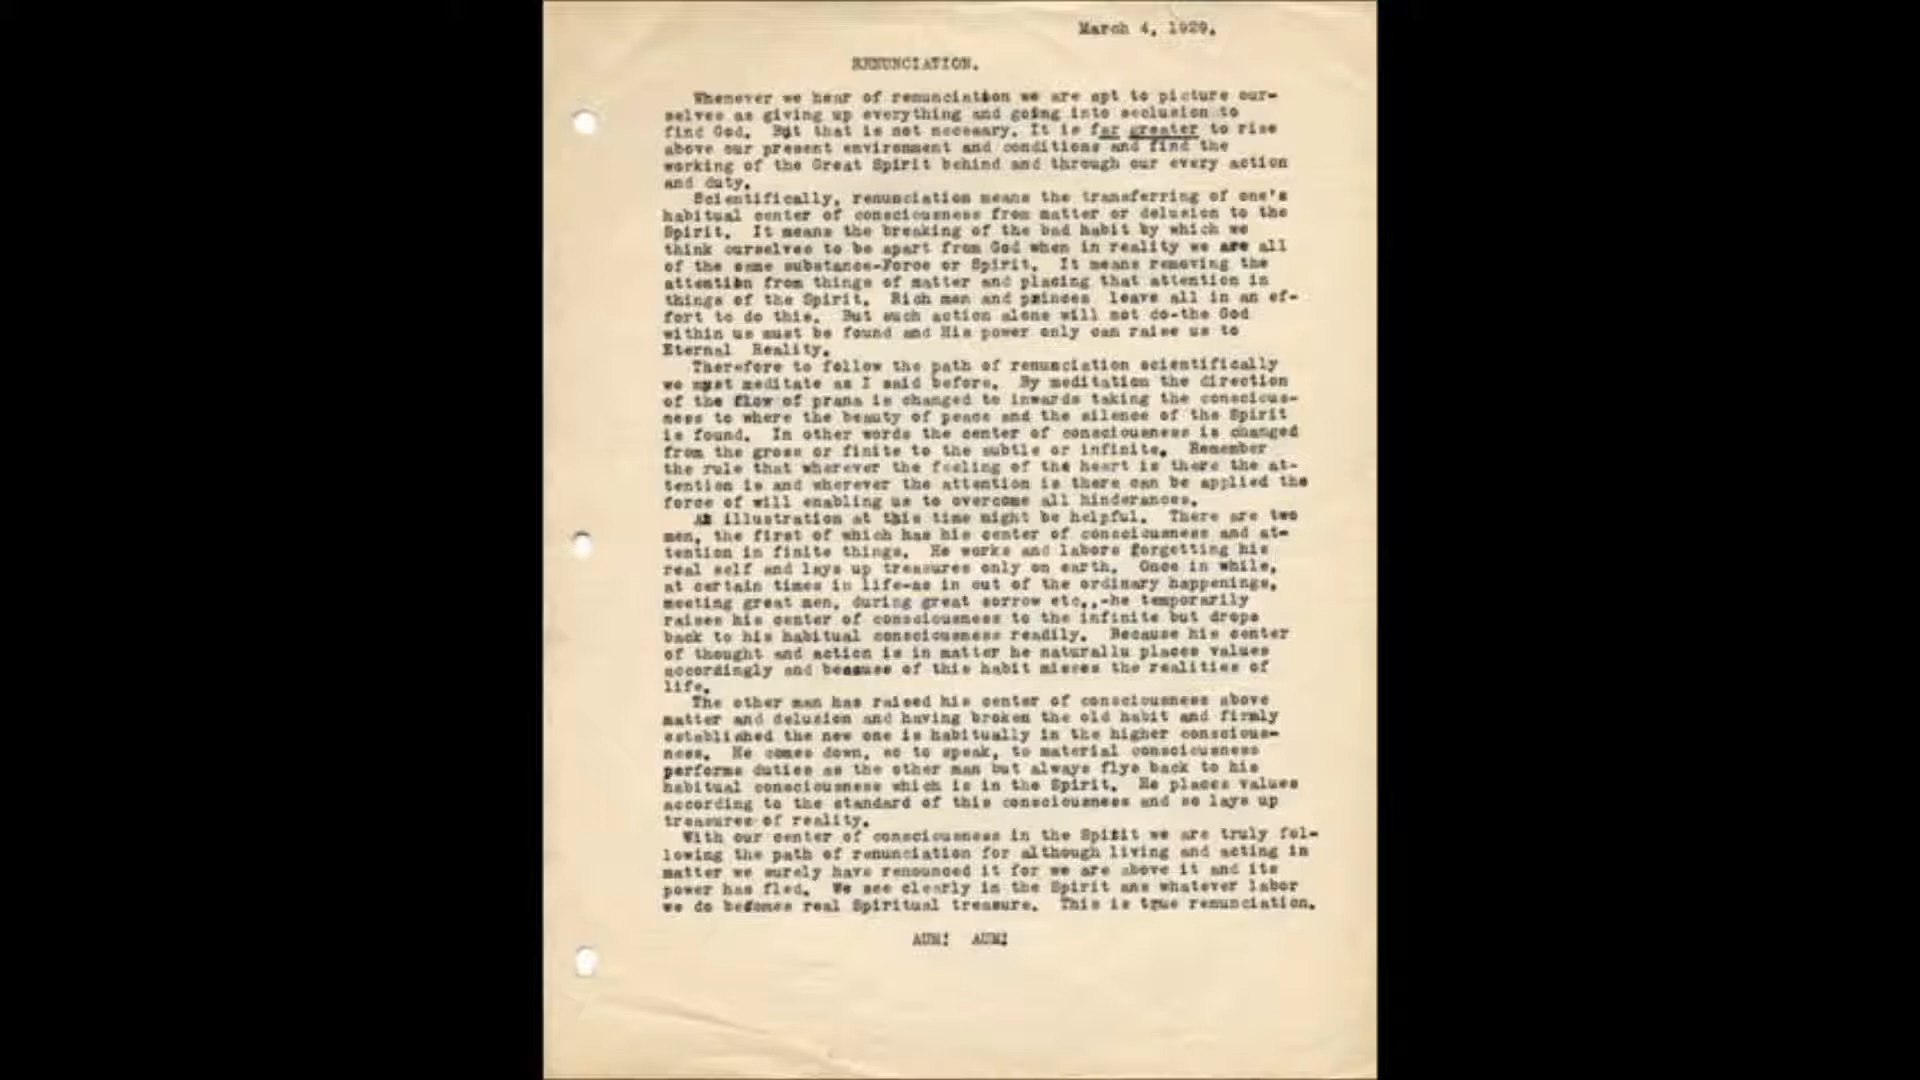 March 4, 1929.
RENUNCIATION.
Whenever we hear of renunciation we are apt to picture our-
selves as giving up everything and going into seclusion to
find God. But that is not necesary. It is far greater to rise
above our present environment and conditions and find the
working of the Great Spirit behind and through our every action
and duty.
Scientifically, renunciation means the transferring of one's
habitual center of consciousness from matter or delusion to the
Spirit. It means the breaking of the bad habit by which we
think ourselves to be apart from God when in reality we are all
of the same substance-Force or Spirit. It means removing the
attention from things of matter and placing that attention in
things of the Spirit. Rich men and princes leave all in an ef-
fort to do this. But such action alone will not do-the God
within us must be found and His power only can raise us to
Eternal Reality.
Therefore to follow the path of renunciation scientifically
we must meditate as I said before. By meditation the direction
of the flow of prana is changed to inwards taking the conscious-
ness to where the beauty of peace and the silence of the Spirit
is found. In other words the center of consciousness is changed
from the gross or finite to the subtle or infinite. Remember
the rule that wherever the feeling of the heart is there the at-
tention is and wherever the attention is there can be applied the
force of will enabling us to overcome all hinderances.
An illustration at this time might be helpful. There are two
men, the first of which has his center of consciousness and at-
tention in finite things. He works and labors forgetting his
real self and lays up treasures only on earth. Once in while,
at certain times in life-as in out of the ordinary happenings,
meeting great men, during great sorrow etc.,-he temporarily
raises his center of consciousness to the infinite but drops
back to his habitual consciousness readily. Because his center
of thought and action is in matter he naturallu places values
accordingly and because of this habit misses the realities of
life.
The other man has raised his center of consciousness above
matter and delusion and having broken the old habit and firmly
established the new one is habitually in the higher conscious-
ness. He comes down, so to speak, to material consciousness
performs duties as the other man but always flys back to his
habitual consciousness which is in the Spirit. He places values
according to the standard of this consciousness and so lays up
treasures of reality.
With our center of consciousness in the Spitit we are truly fol-
lowing the path of renunciation for although living and acting in
matter we surely have renounced it for we are above it and its
power has fled. We see clearly in the Spirit ans whatever labor
we do becomes real Spiritual treasure. This is true renunciation.
AUM! AUM!